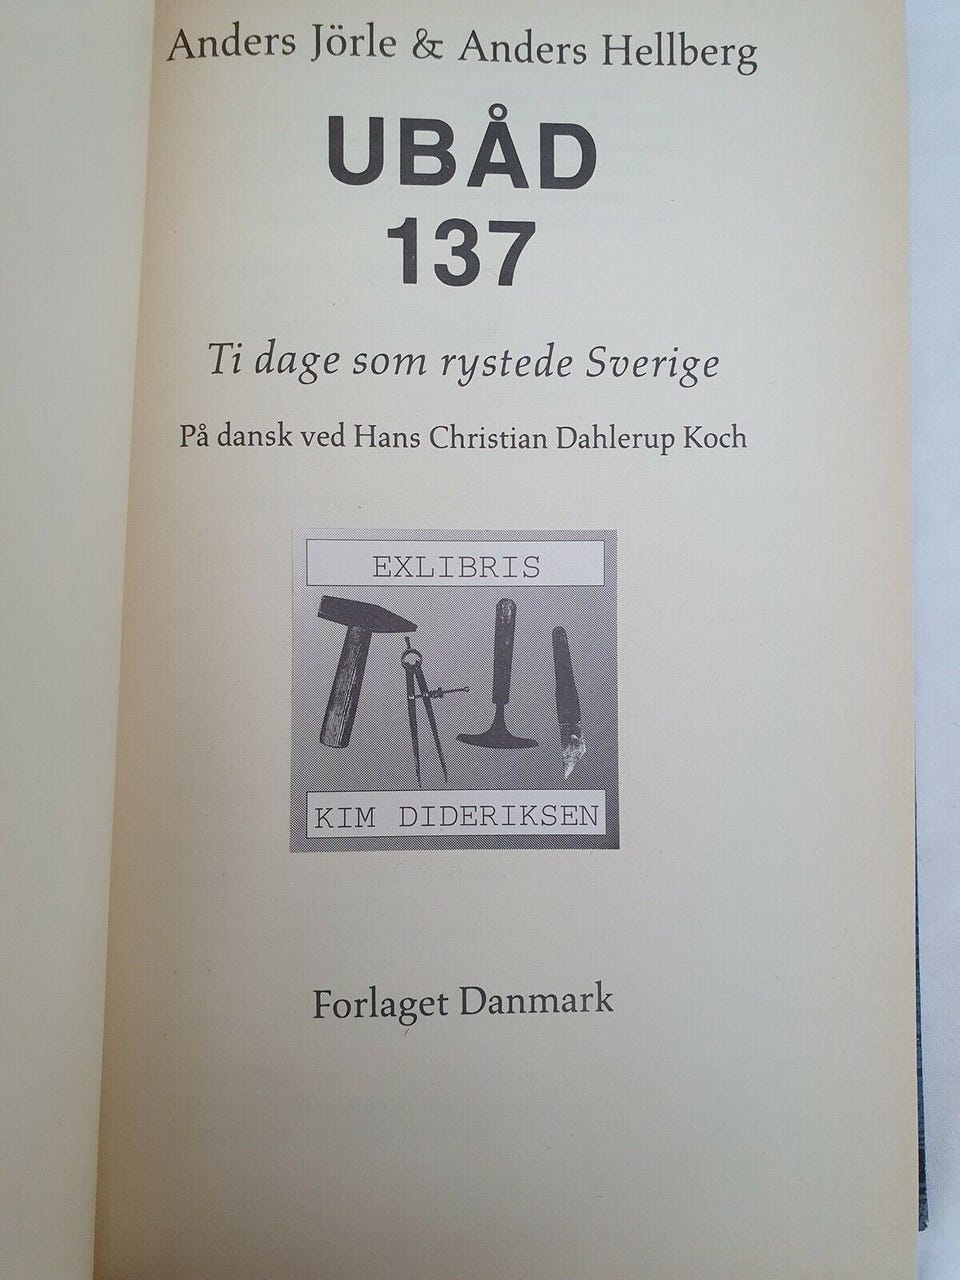 Anders Jörle & Anders Hellberg
UBÅD
137
Ti dage som rystede Sverige
På dansk ved Hans Christian Dahlerup Koch
EXLIBRIS
KIM DIDERIKSEN
Forlaget Danmark